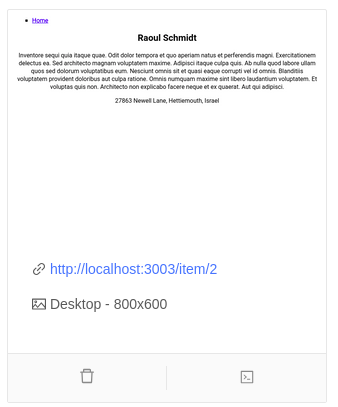 Home
Raoul Schmidt
Inventore sequi quia itaque quae. Odit dolor tempora et quo aperiam natus et perferendis magni. Exercitationem
delectus ea. Sed architecto magnam voluptatem maxime. Adipisci itaque culpa quis. Ab nulla quod labore ullam
quos sed dolorum voluptatibus eum. Nesciunt omnis sit et quasi eaque corrupti vel id omnis. Blanditiis
voluptatem provident doloribus aut culpa ratione. Omnis numquam maxime sint libero laudantium voluptatem. Et
voluptas quis non. Architecto non explicabo facere neque et ex quaerat. Aut qui adipisci.
27863 Newell Lane, Hettiemouth, Israel
http://localhost:3003/item/2
Desktop - 800x600